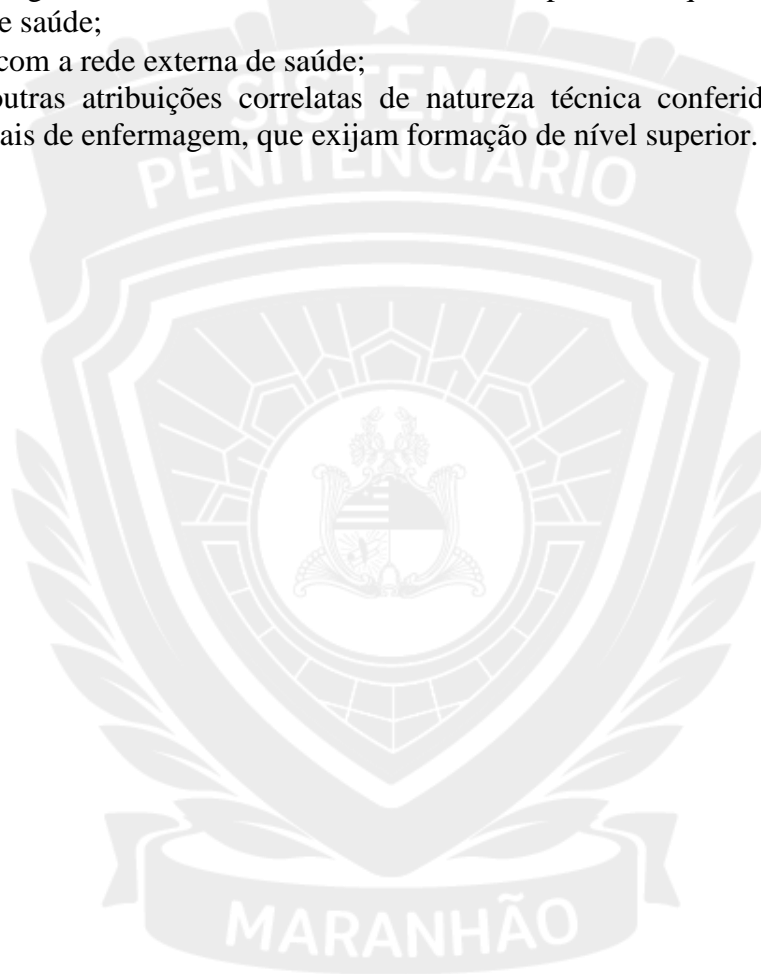 e saúde;
com a rede externa de saúde;
outras atribuições correlatas de natureza técnica conferid
ais de enfermagem, que exijam formação de nível superior.
SISTEMA
PENITENCIÁRIO
MARANHÃO